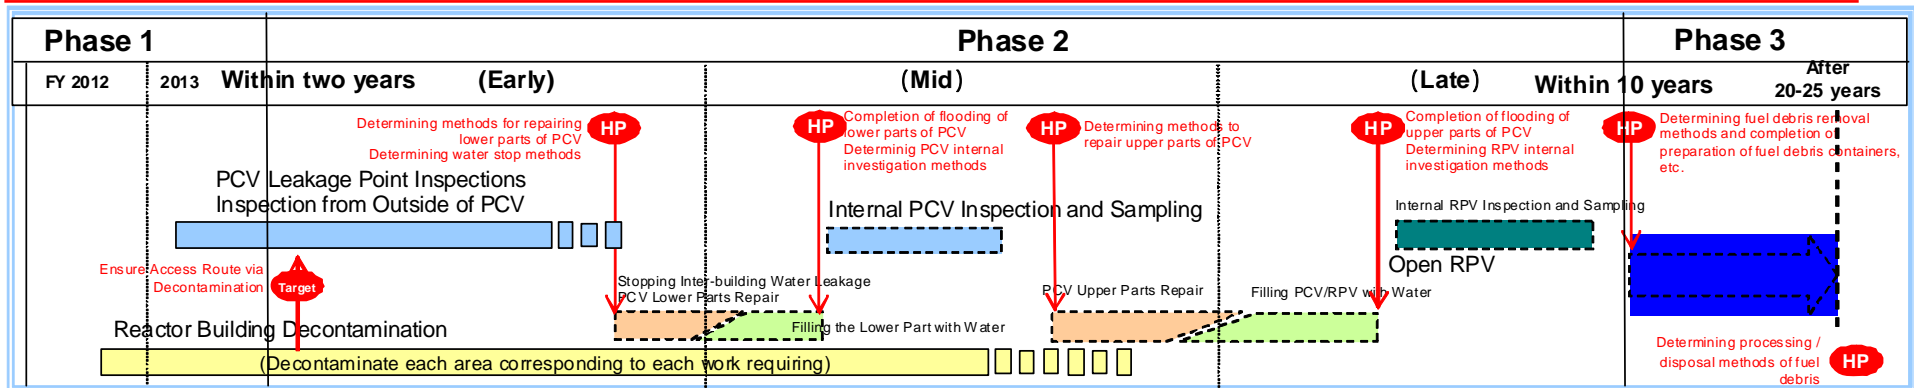 Phase 1
Phase 2
Phase 3
FY 2012
2013
Within two years
(Early)
(Mid)
(Late)
Within 10 years
After
20-25 years
Determining methods for repairing
lower parts of PCV
Determining water stop methods
HP
HP
Completion of flooding of
lower parts of PCV
Determining PCV internal
investigation methods
HP
Determining methods to
repair upper parts of PCV
HP
Completion of flooding of
upper parts of PCV
Determining RPV internal
investigation methods
HP
Determining fuel debris removal
methods and completion of
preparation of fuel debris containers,
etc.
PCV Leakage Point Inspections
Inspection from Outside of PCV
Internal PCV Inspection and Sampling
Internal RPV Inspection and Sampling
Open RPV
Ensure Access Route via
Decontamination
Target
Stopping Inter-building Water Leakage
PCV Lower Parts Repair
Filling the Lower Part with Water
PCV Upper Parts Repair
Filling PCV/RPV with Water
Reactor Building Decontamination
(Decontaminate each area corresponding to each work requiring)
Determining processing /
disposal methods of fuel
debris
HP